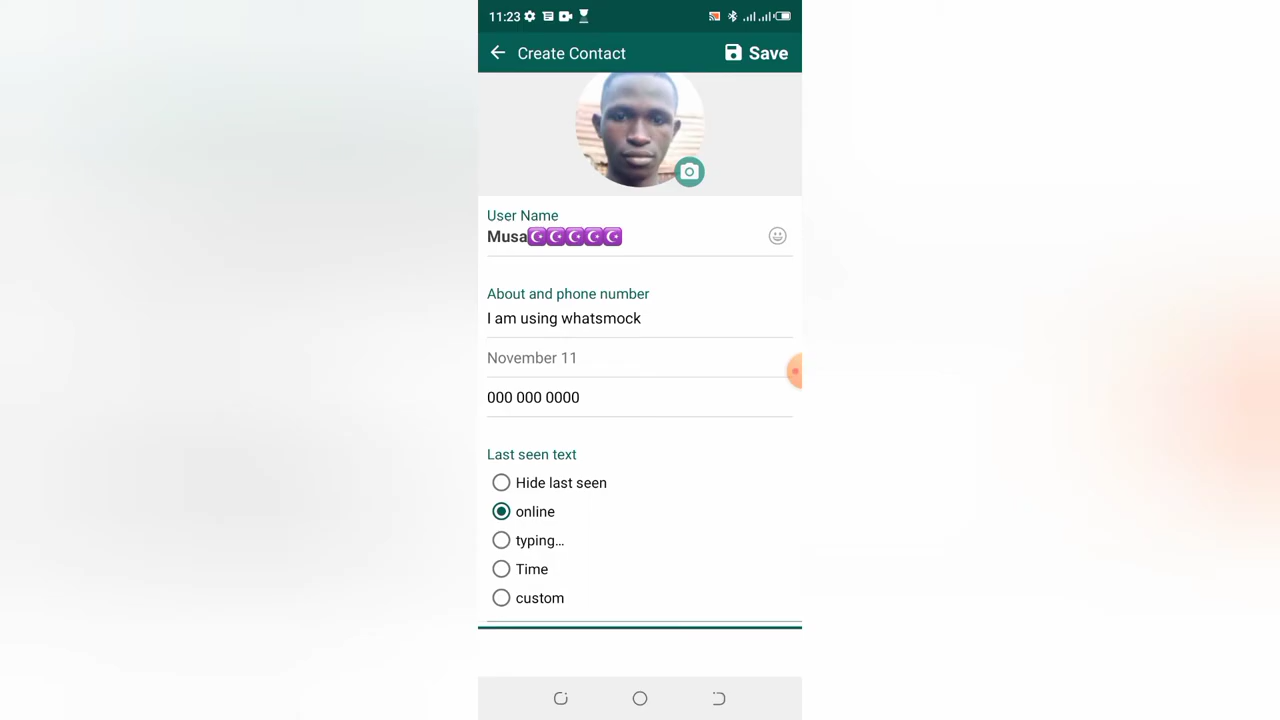 11:23
Create Contact
Save
User Name
Musa☪️☪️☪️☪️☪️
About and phone number
I am using whatsmock
November 11
000 000 0000
Last seen text
Hide last seen
online
typing...
Time
custom